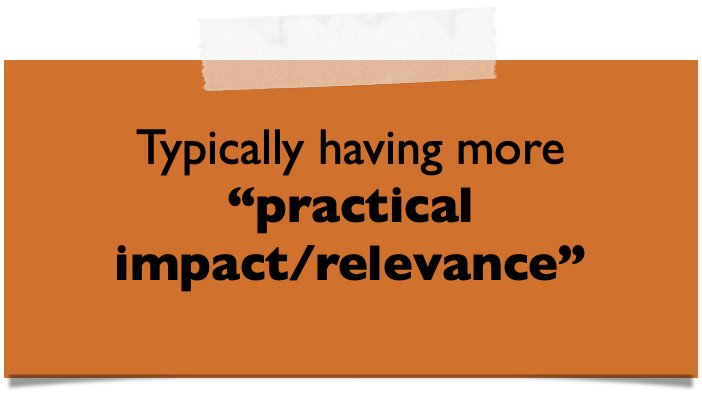 Typically having more
“practical
impact/relevance”